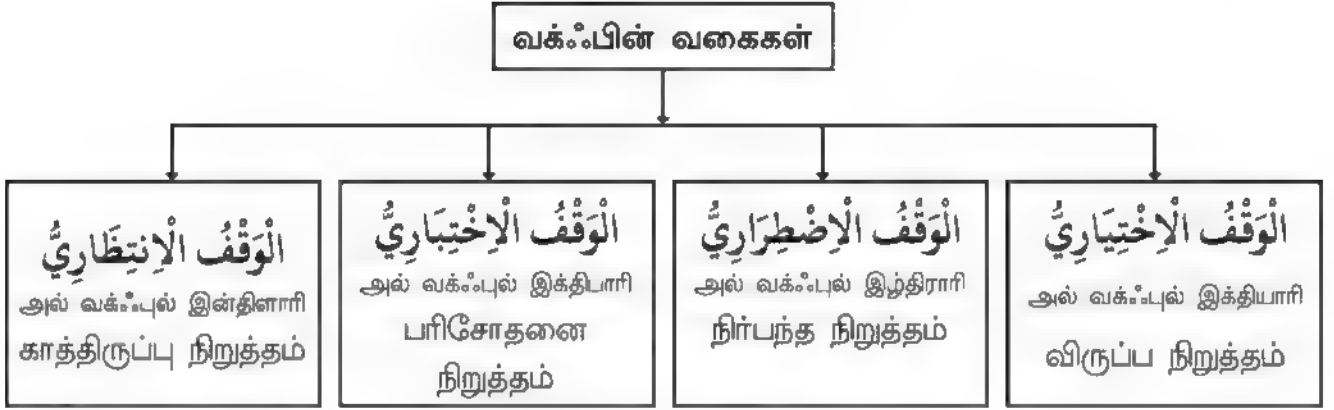 வக்ஃபின் வகைகள்
الْوَقْفُ الْاِنتِظَارِيُّ
அல் வக்ஃபுல் இன்திளாரி
காத்திருப்பு நிறுத்தம்
الْوَقْفُ الْاِخْتِبَارِيُّ
அல் வக்ஃபுல் இக்திபாரி
பரிசோதனை
நிறுத்தம்
الْوَقْفُ الْاِضْطِرَارِيُّ
அல் வக்ஃபுல் இழ்திராரி
நிர்பந்த நிறுத்தம்
الْوَقْفُ الْاِخْتِيَارِيُّ
அல் வக்ஃபுல் இக்தியாரி
விருப்ப நிறுத்தம்